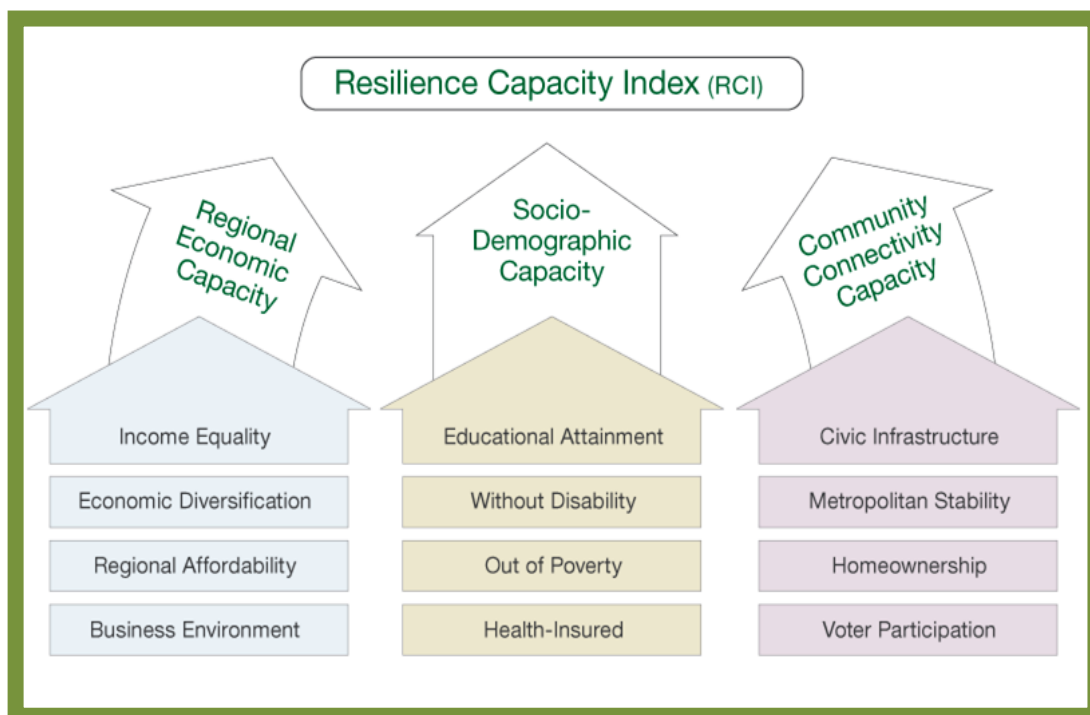 Resilience Capacity Index (RCI)
Regional
Economic
Capacity
Socio-
Demographic
Capacity
Community
Connectivity
Capacity
Income Equality
Economic Diversification
Regional Affordability
Business Environment
Educational Attainment
Without Disability
Out of Poverty
Health-Insured
Civic Infrastructure
Metropolitan Stability
Homeownership
Voter Participation